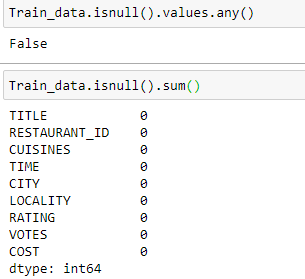 Train_data.isnull().values.any()
False
Train_data.isnull().sum()
TITLE 0
RESTAURANT_ID 0
CUISINES 0
TIME 0
CITY 0
LOCALITY 0
RATING 0
VOTES 0
COST 0
dtype: int64